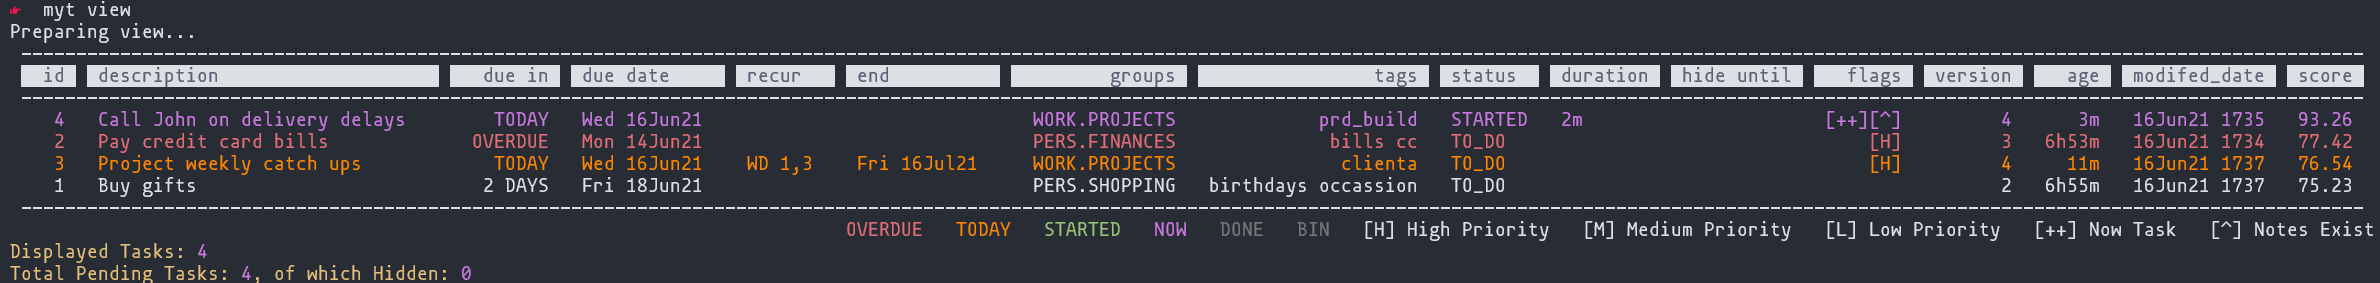 myt view
Preparing view...
id description due in due date recur end groups tags status duration hide until flags version age modifed_date score
4 Call John on delivery delays TODAY Wed 16Jun21 WORK.PROJECTS prd_build STARTED 2m [++][^] 4 3m 16Jun21 1735 93.26
2 Pay credit card bills OVERDUE Mon 14Jun21 PERS.FINANCES bills cc TO_DO [H] 3 6h53m 16Jun21 1734 77.42
3 Project weekly catch ups TODAY Wed 16Jun21 WD 1,3 Fri 16Jul21 WORK.PROJECTS clienta TO_DO [H] 4 11m 16Jun21 1737 76.54
1 Buy gifts 2 DAYS Fri 18Jun21 PERS.SHOPPING birthdays occassion TO_DO 2 6h55m 16Jun21 1737 75.23
OVERDUE TODAY STARTED NOW DONE BIN [H] High Priority [M] Medium Priority [L] Low Priority [++] Now Task [^] Notes Exist
Displayed Tasks: 4
Total Pending Tasks: 4, of which Hidden: 0